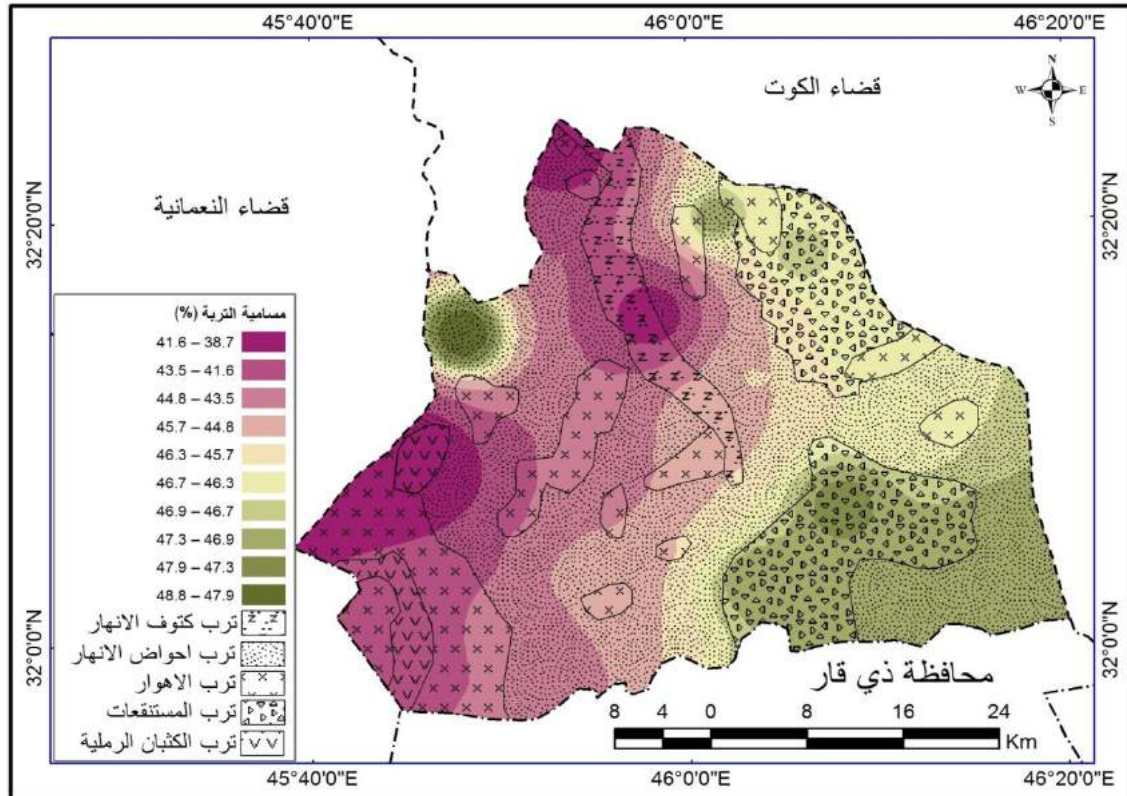 45°40'0"E
46°0'0"E
46°20'0"E
N
W
E
S
قضاء الكوت
قضاء النعمانية
32°20'0"N
32°20'0"N
مسامية التربة (%)
41.6 – 38.7
43.5 – 41.6
44.8 – 43.5
45.7 – 44.8
46.3 – 45.7
46.7 – 46.3
46.9 – 46.7
47.3 – 46.9
47.9 – 47.3
48.8 – 47.9
ترب كتوف الانهار
ترب احواض الانهار
ترب الاهوار
ترب المستنقعات
ترب الكثبان الرملية
32°0'0"N
32°0'0"N
محافظة ذي قار
8 4 0 8 16 24
Km
45°40'0"E
46°0'0"E
46°20'0"E